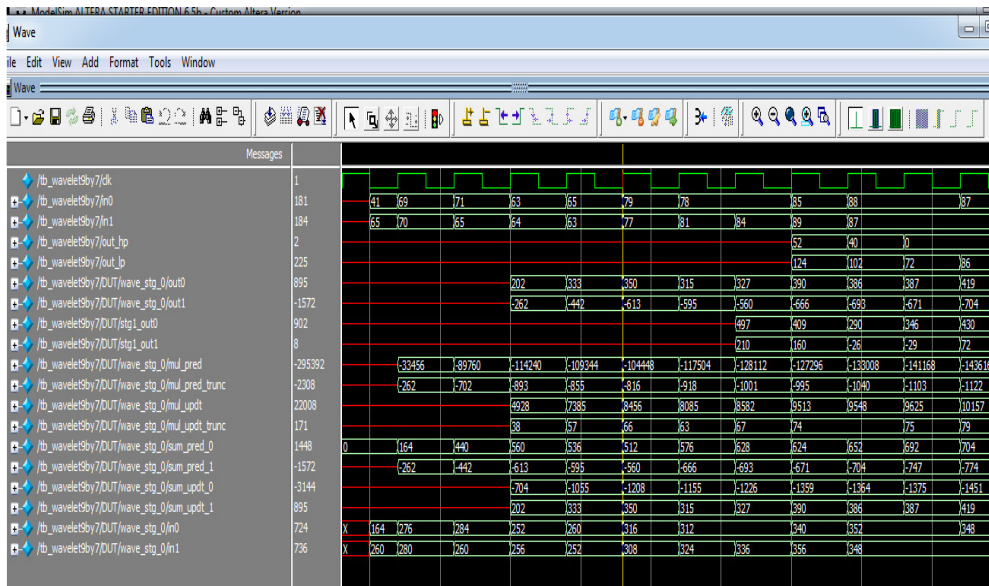 ModelSim ALTERA STARTER EDITION 6.5b - Custom Altera Version
Wave
ile Edit View Add Format Tools Window
Wave
Messages
/tb_wavelet9by7/clk 1
/tb_wavelet9by7/in0 181 41 69 71 63 65 79 78 85 88 87
/tb_wavelet9by7/in1 184 65 70 65 64 63 77 81 84 89 87
/tb_wavelet9by7/out_hp 2 52 40 0
/tb_wavelet9by7/out_lp 225 124 102 72 86
/tb_wavelet9by7/DUT/wave_stg_0/out0 895 202 333 350 315 327 390 386 387 419
/tb_wavelet9by7/DUT/wave_stg_0/out1 -1572 -262 -442 -613 -595 -560 -666 -693 -671 -704
/tb_wavelet9by7/DUT/stg1_out0 902 497 409 290 346 430
/tb_wavelet9by7/DUT/stg1_out1 8 210 160 -26 -29 72
/tb_wavelet9by7/DUT/wave_stg_0/mul_pred -295392 -33456 -89760 -114240 -109344 -104448 -117504 -128112 -127296 -133008 -141168 -14361
/tb_wavelet9by7/DUT/wave_stg_0/mul_pred_trunc -2308 -262 -702 -893 -855 -816 -918 -1001 -995 -1040 -1103 -1122
/tb_wavelet9by7/DUT/wave_stg_0/mul_updt 22008 4928 7385 8456 8085 8582 9513 9548 9625 10157
/tb_wavelet9by7/DUT/wave_stg_0/mul_updt_trunc 171 38 57 66 63 67 74 75 79
/tb_wavelet9by7/DUT/wave_stg_0/sum_pred_0 1448 0 164 440 560 536 512 576 628 624 652 692 704
/tb_wavelet9by7/DUT/wave_stg_0/sum_pred_1 -1572 -262 -442 -613 -595 -560 -666 -693 -671 -704 -747 -774
/tb_wavelet9by7/DUT/wave_stg_0/sum_updt_0 -3144 -704 -1055 -1208 -1155 -1226 -1359 -1364 -1375 -1451
/tb_wavelet9by7/DUT/wave_stg_0/sum_updt_1 895 202 333 350 315 327 390 386 387 419
/tb_wavelet9by7/DUT/wave_stg_0/in0 724 X 164 276 284 252 260 316 312 340 352 348
/tb_wavelet9by7/DUT/wave_stg_0/in1 736 X 260 280 260 256 252 308 324 336 356 348